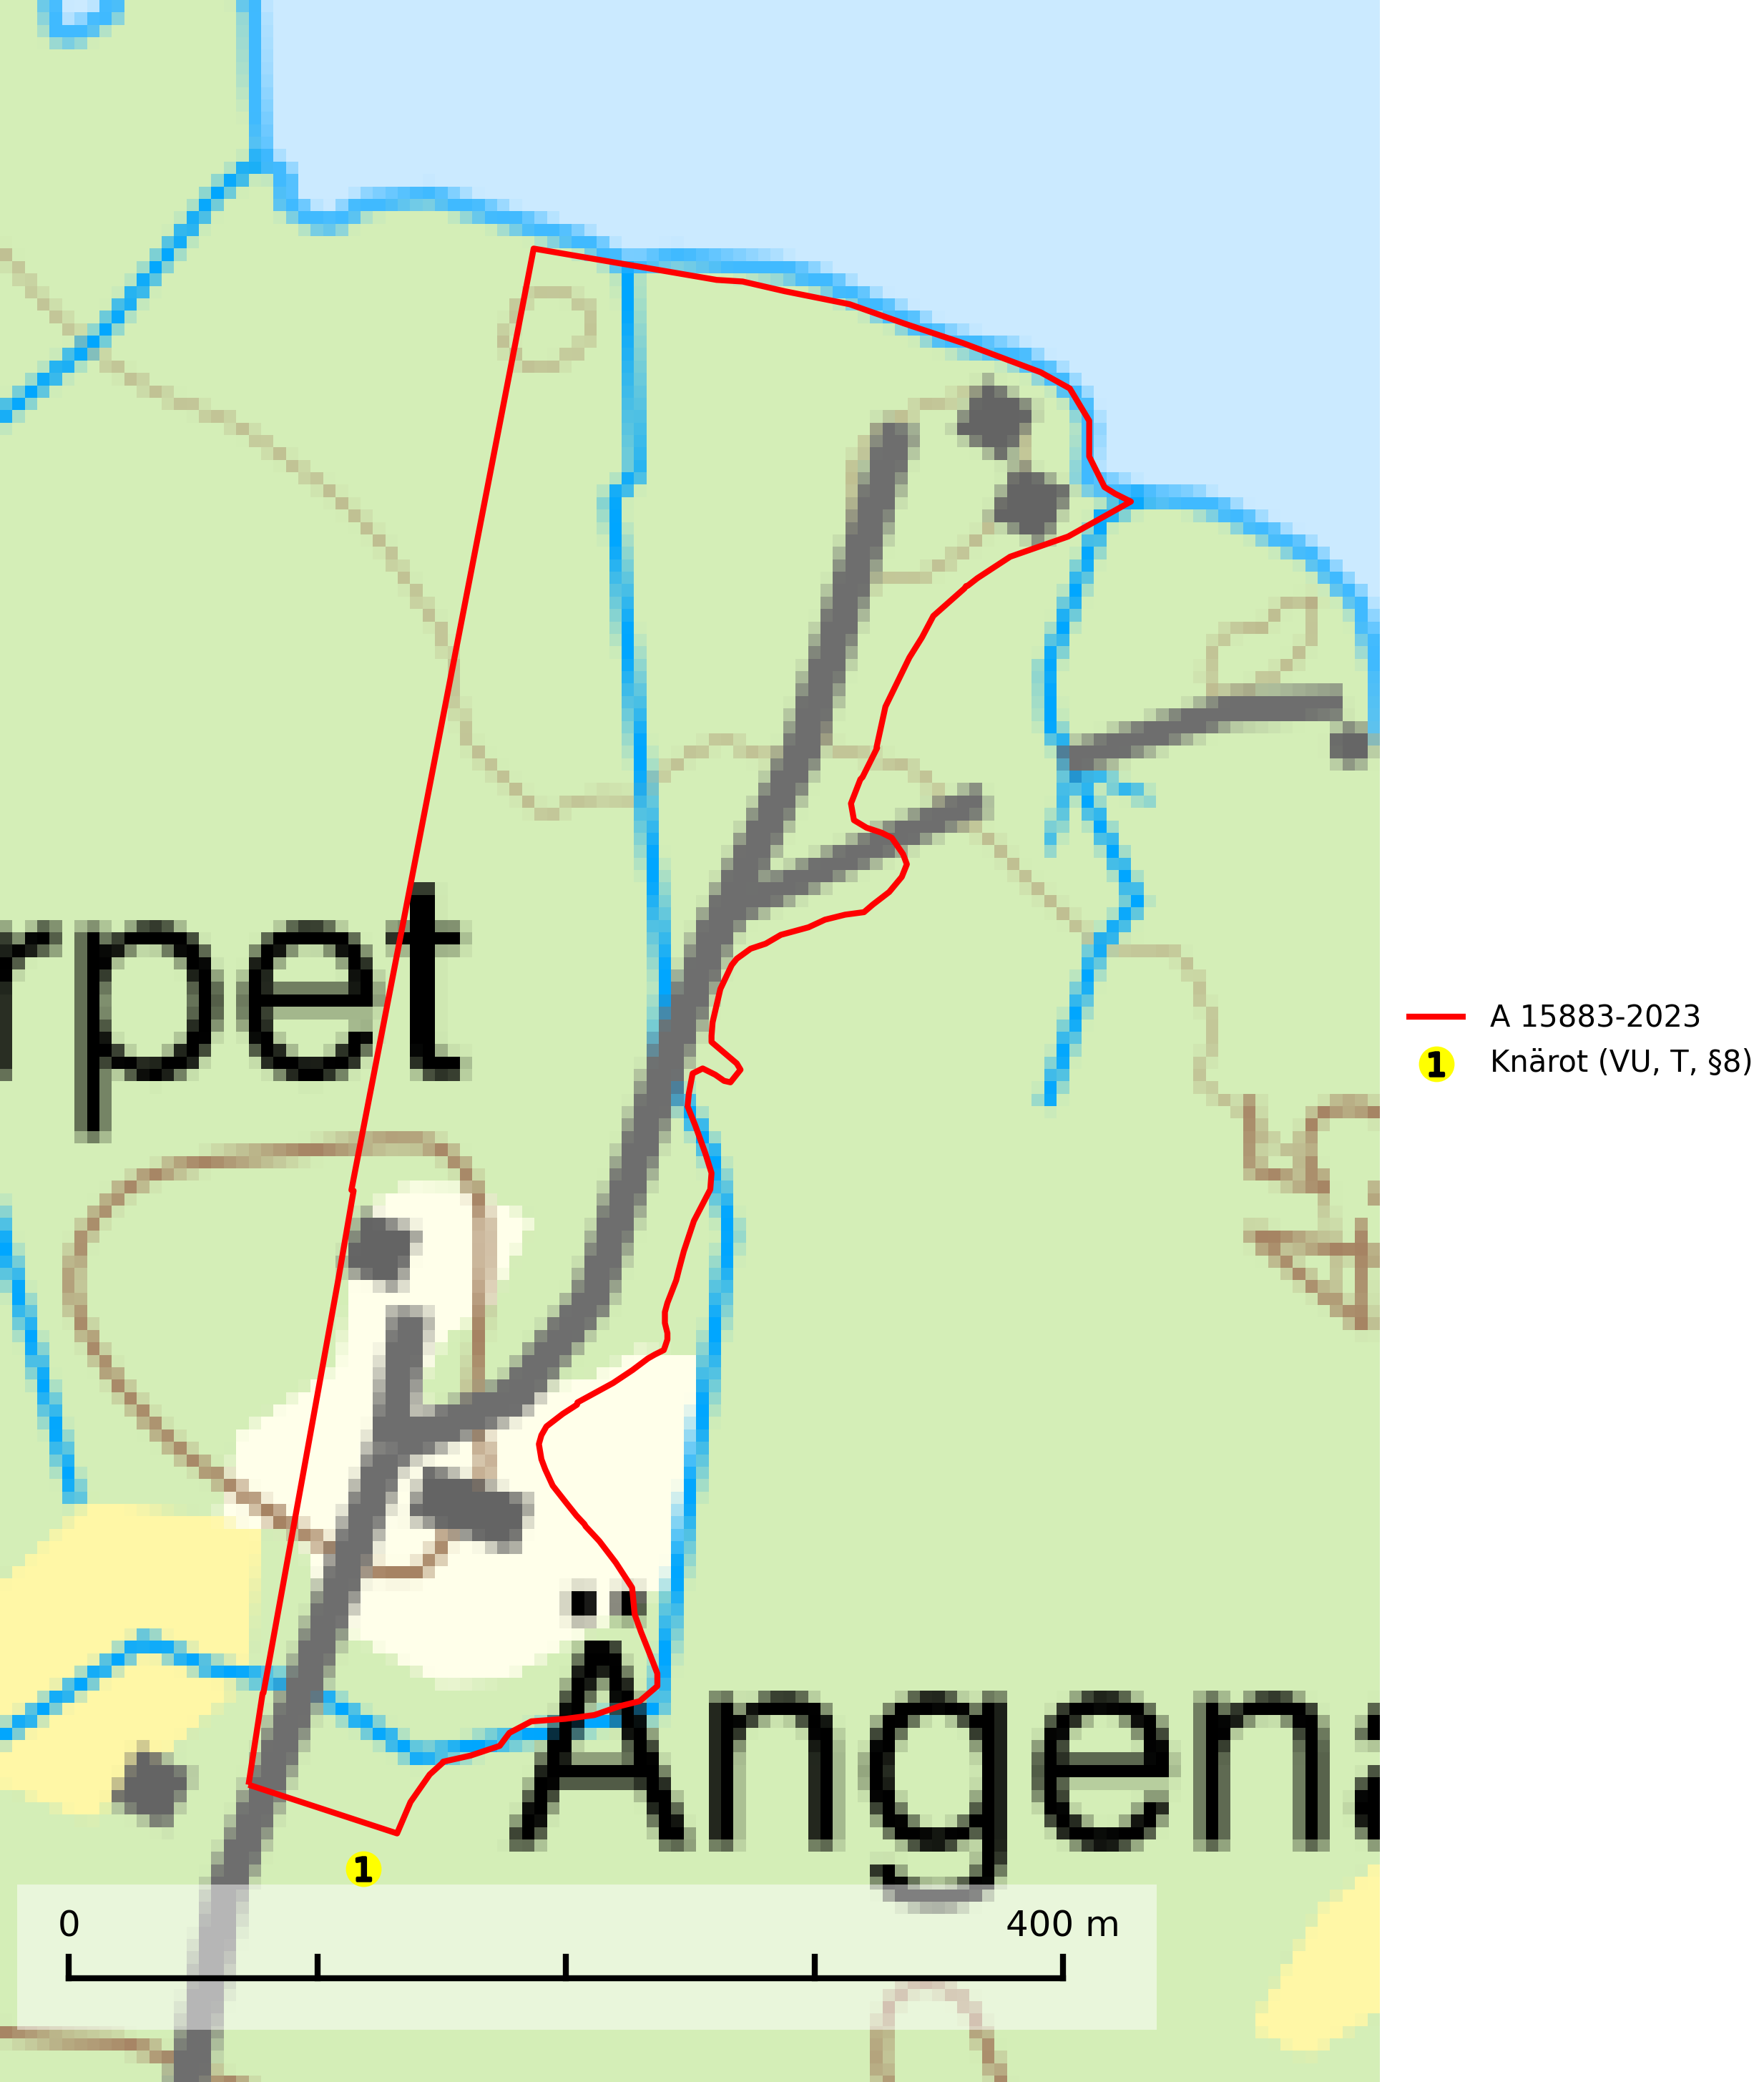 rpet
A 15883-2023
1 Knärot (VU, T, §8)
Ängena
1
0 400 m